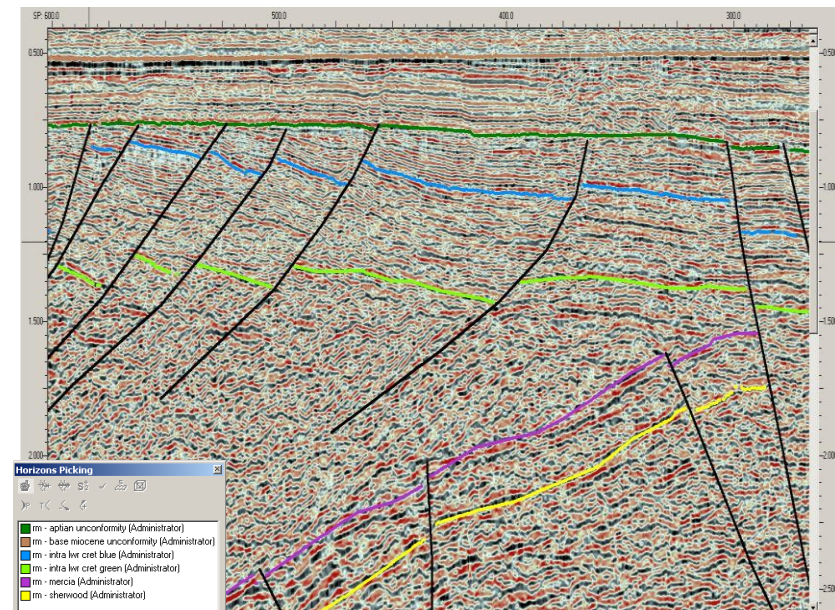 SP: 600.0 500.0 400.0 300.0
0.500 0.500
1.000 1.000
1.500 1.500
2.000 2.000
Horizons Picking
rm - aptian unconformity (Administrator)
rm - base miocene unconformity (Administrator)
rm - intra lwr cret blue (Administrator)
rm - intra lwr cret green (Administrator)
rm - mercia (Administrator)
rm - sherwood (Administrator)
2.500